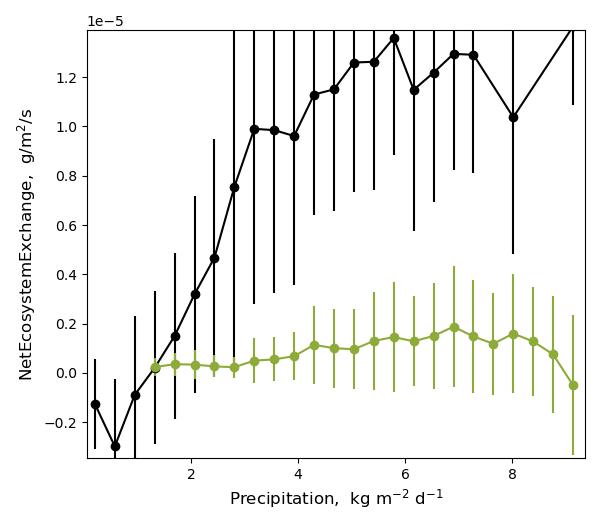 1e−5
1.2
1.0
0.8
0.6
0.4
0.2
0.0
−0.2
NetEcosystemExchange, g/m²/s
2 4 6 8
Precipitation, kg m⁻² d⁻¹